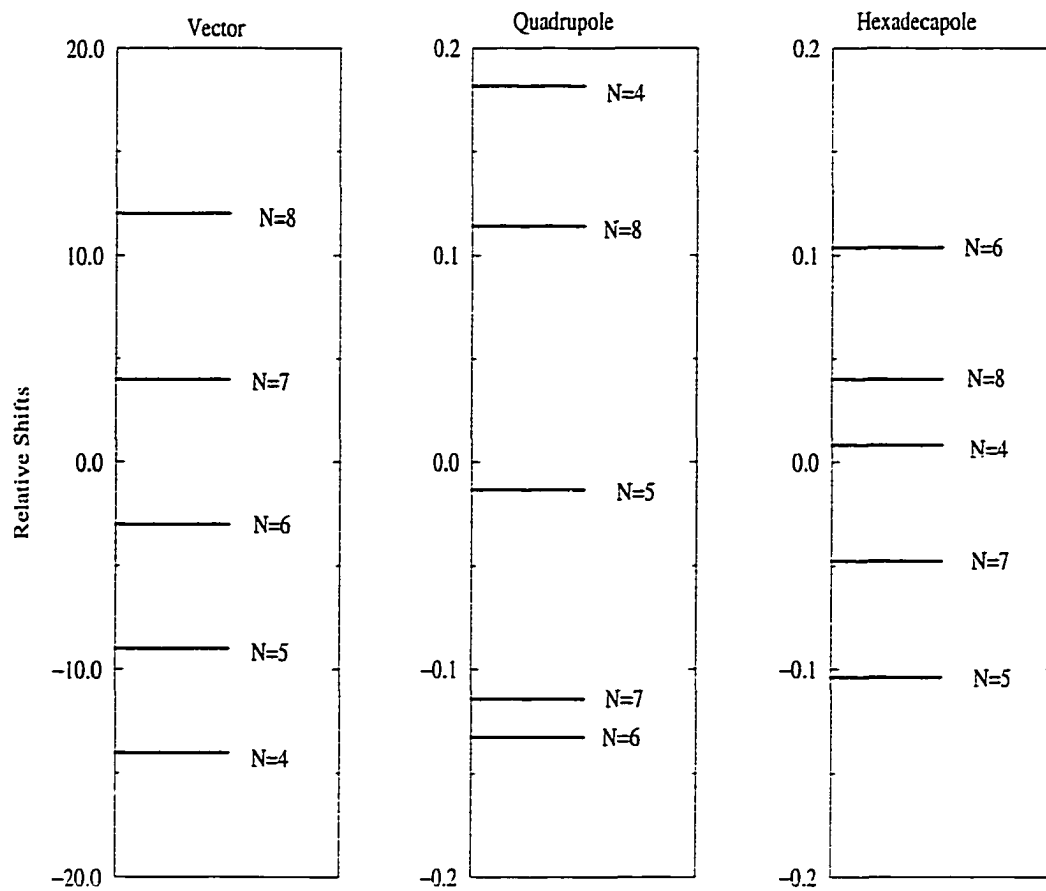 Vector
Quadrupole
Hexadecapole
Relative Shifts
20.0
10.0
0.0
−10.0
−20.0
N=8
N=7
N=6
N=5
N=4
0.2
0.1
0.0
−0.1
−0.2
N=4
N=8
N=5
N=7
N=6
0.2
0.1
0.0
−0.1
−0.2
N=6
N=8
N=4
N=7
N=5